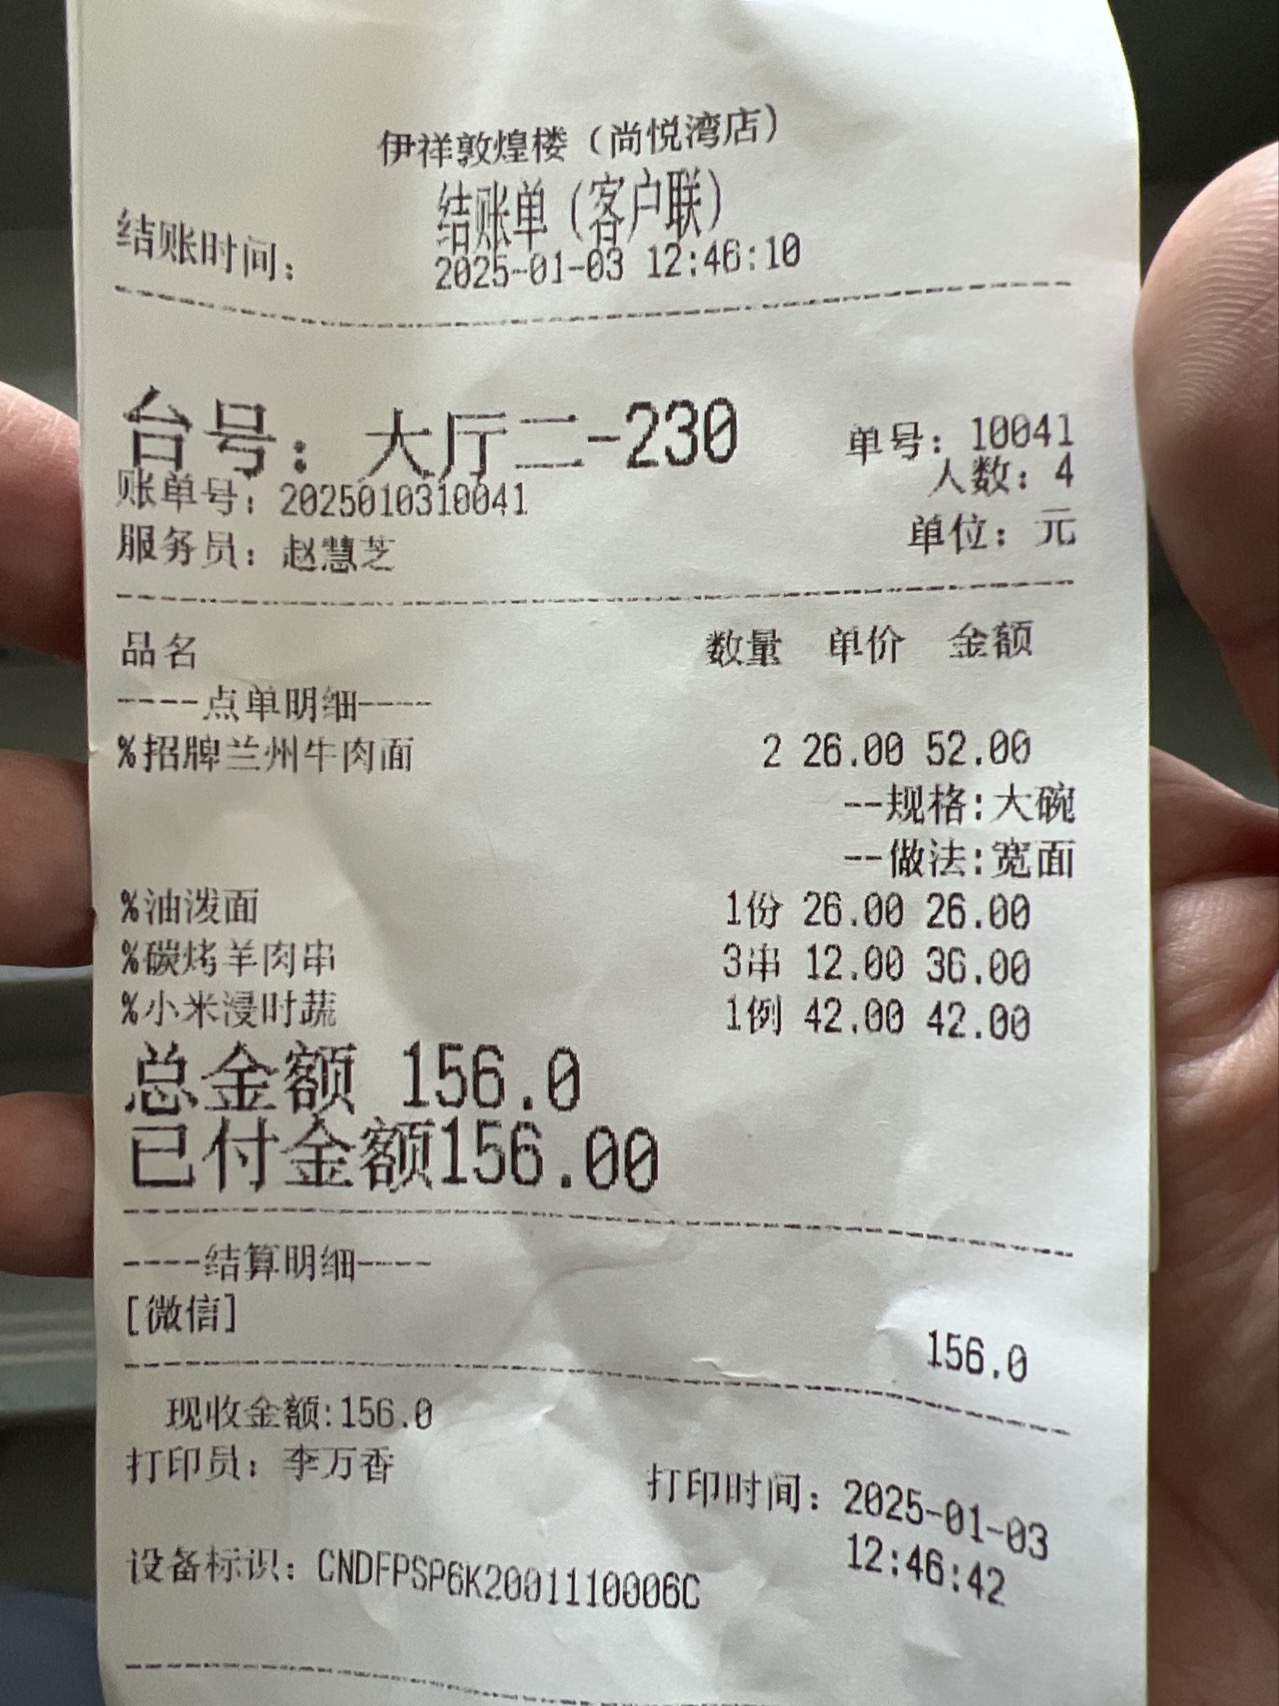 伊祥敦煌楼（尚悦湾店）
结账单（客户联）
结账时间： 2025-01-03 12:46:10
台号：大厅二-230 单号：10041
人数：4
账单号：2025010310041
服务员：赵慧芝 单位：元
品名 数量 单价 金额
----点单明细----
%招牌兰州牛肉面 2 26.00 52.00
--规格:大碗
--做法:宽面
%油泼面 1份 26.00 26.00
%碳烤羊肉串 3串 12.00 36.00
%小米浸时蔬 1例 42.00 42.00
总金额 156.0
已付金额156.00
----结算明细----
[微信] 156.0
现收金额:156.0
打印员：李万香 打印时间：2025-01-03
12:46:42
设备标识：CNDFPSP6K2001110006C